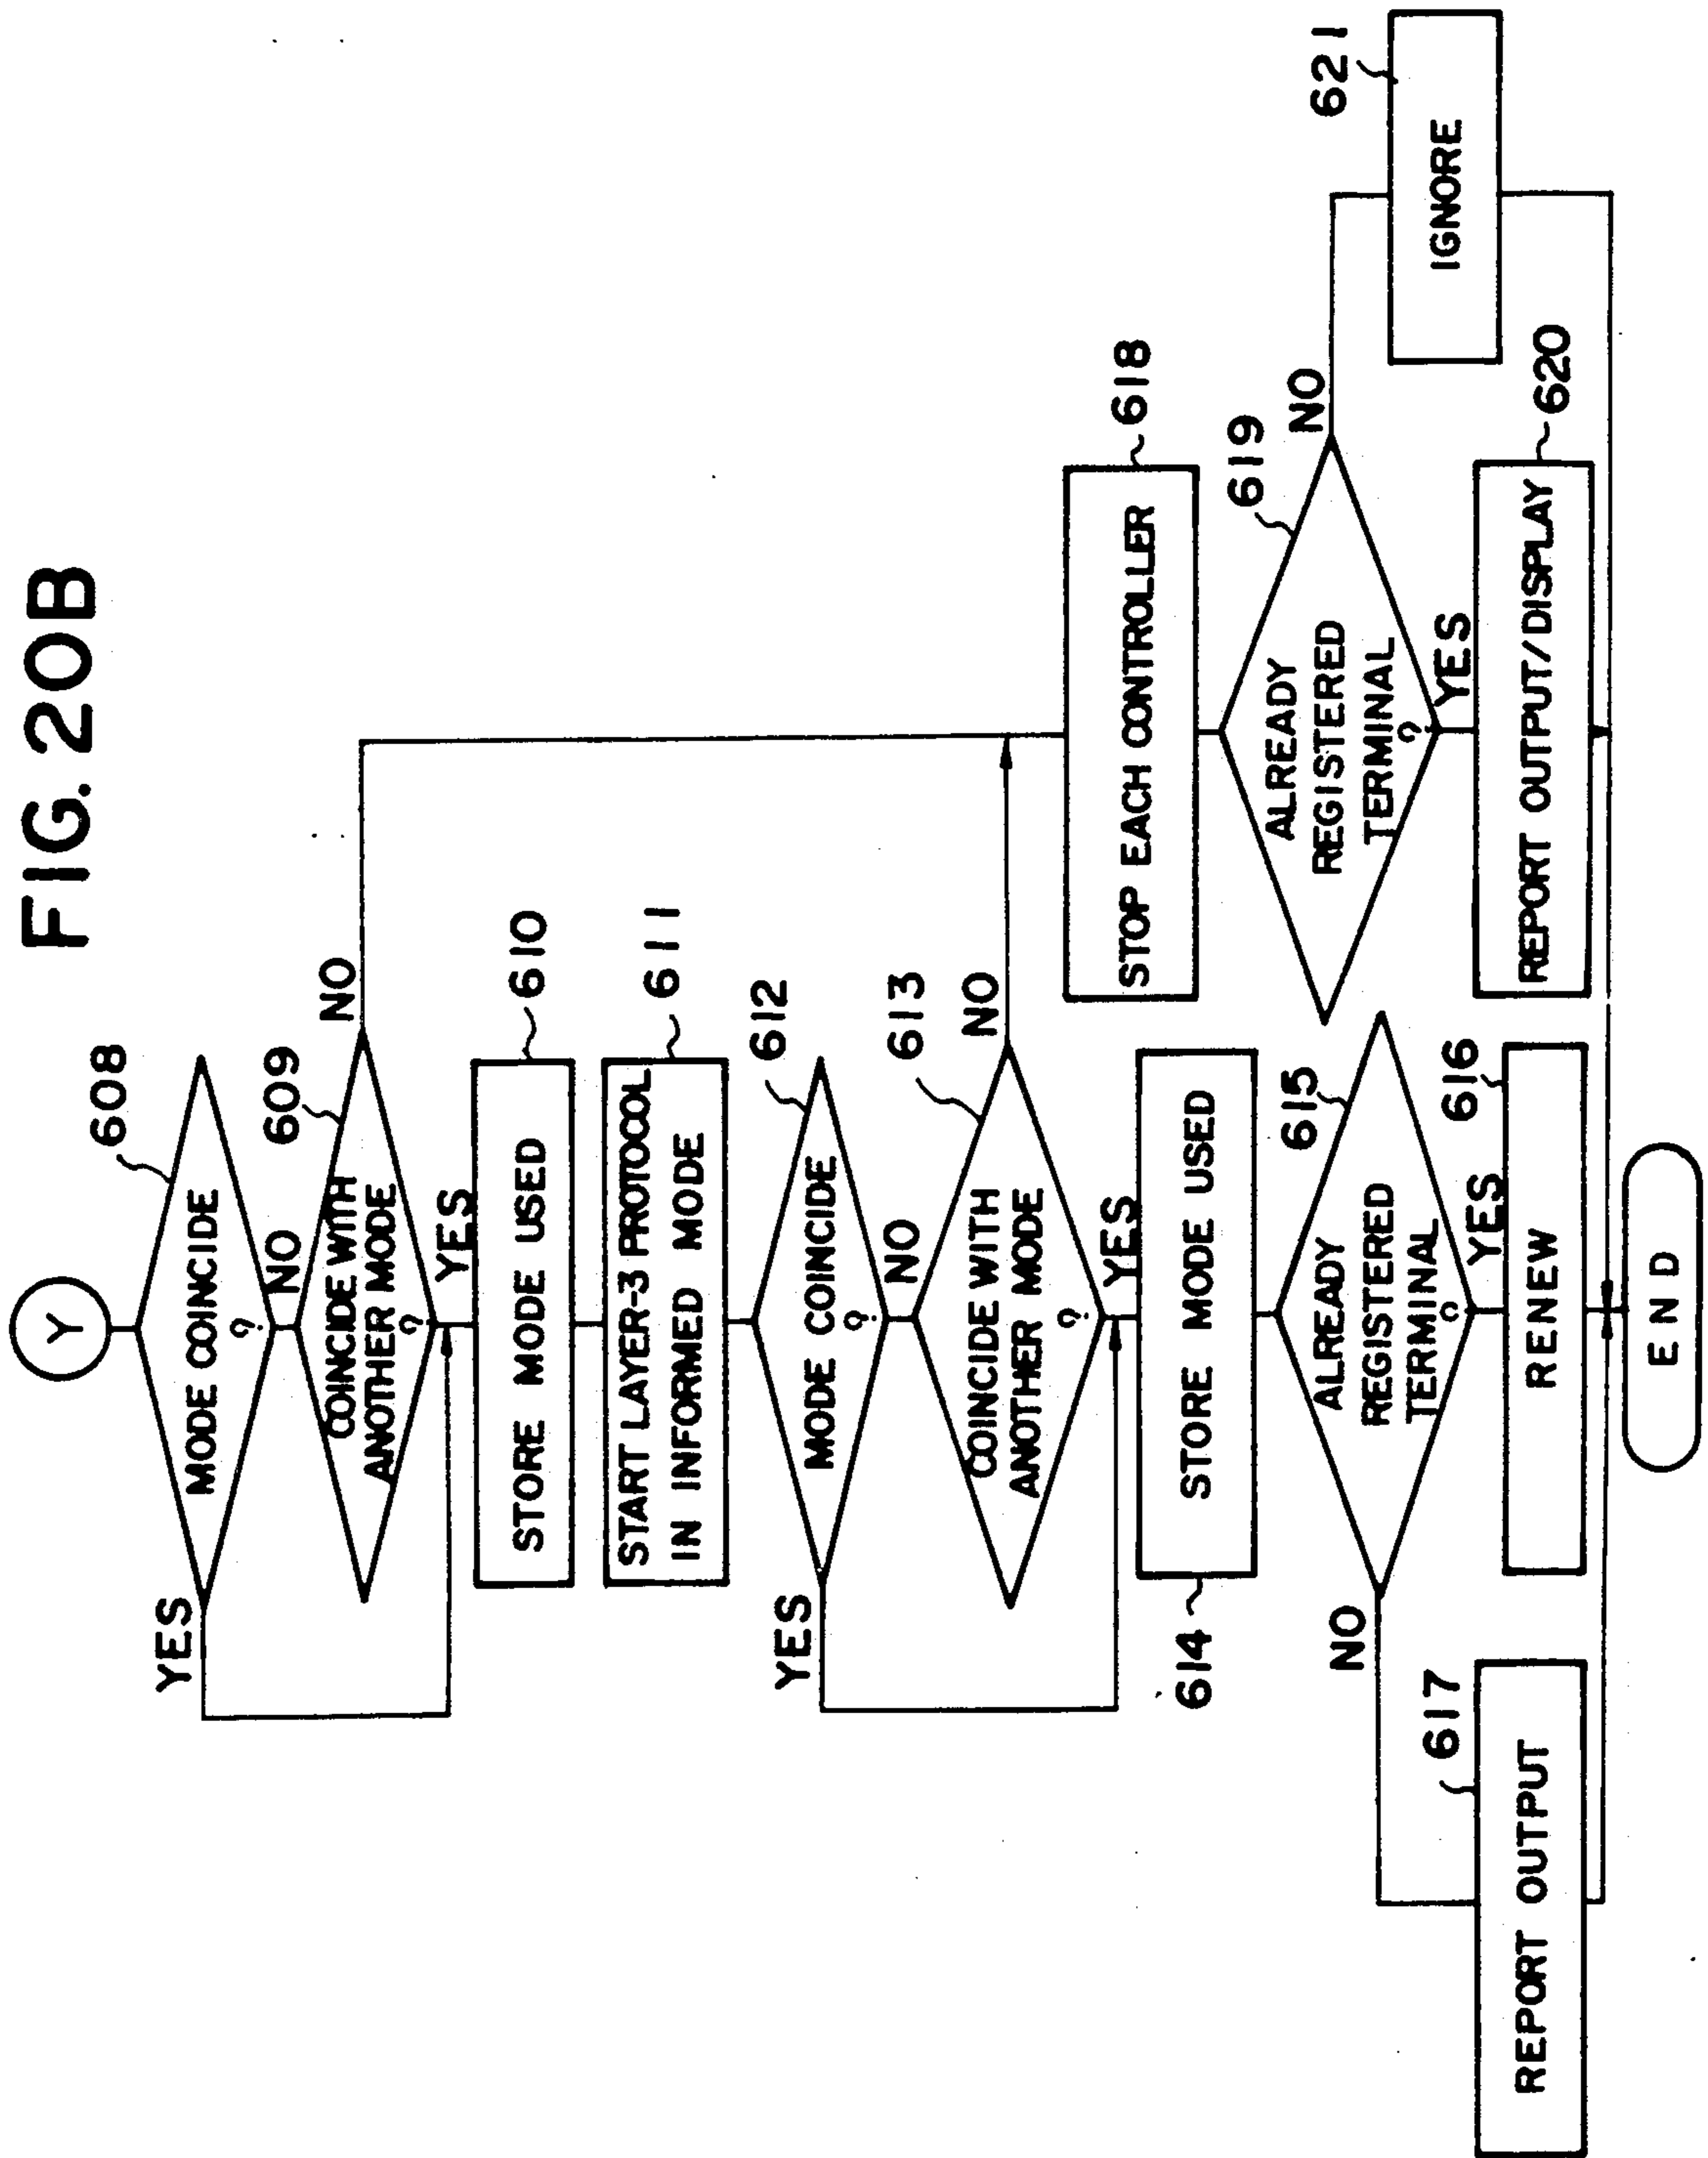 FIG. 20B
Y
608
MODE COINCIDE
?
YES
NO
609
COINCIDE WITH
ANOTHER MODE
?
NO
YES
610
STORE MODE USED
611
START LAYER-3 PROTOCOL
IN INFORMED MODE
612
MODE COINCIDE
?
YES
NO
613
COINCIDE WITH
ANOTHER MODE
?
NO
YES
614
STORE MODE USED
615
ALREADY
REGISTERED
TERMINAL
?
NO
YES
616
RENEW
617
REPORT OUTPUT
618
STOP EACH CONTROLLER
619
ALREADY
REGISTERED
TERMINAL
?
NO
YES
620
REPORT OUTPUT/DISPLAY
621
IGNORE
END